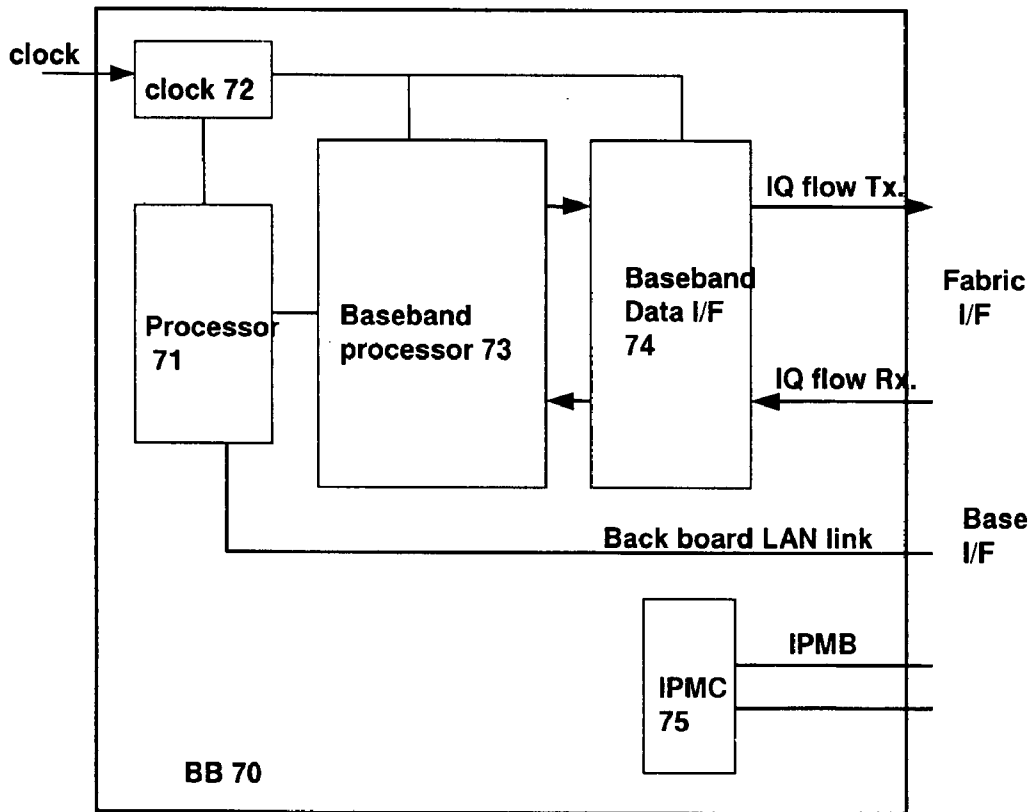 clock
clock 72
IQ flow Tx.
Fabric
I/F
Processor
71
Baseband
processor 73
Baseband
Data I/F
74
IQ flow Rx.
Back board LAN link
Base
I/F
IPMB
IPMC
75
BB 70